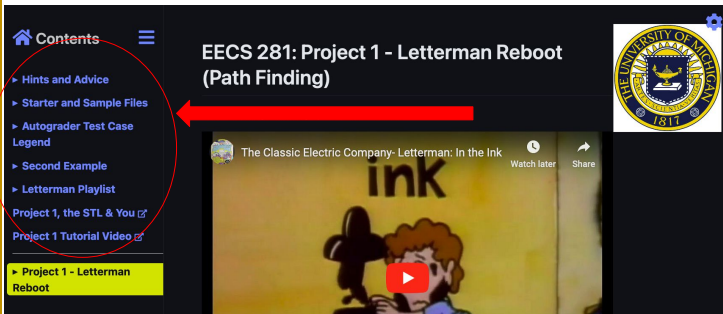 Contents
▸ Hints and Advice
▸ Starter and Sample Files
▸ Autograder Test Case
Legend
▸ Second Example
▸ Letterman Playlist
Project 1, the STL & You
Project 1 Tutorial Video
▸ Project 1 - Letterman
Reboot
EECS 281: Project 1 - Letterman Reboot
(Path Finding)
THE UNIVERSITY OF MICHIGAN
1817
The Classic Electric Company- Letterman: In the Ink
Watch later
Share
ink